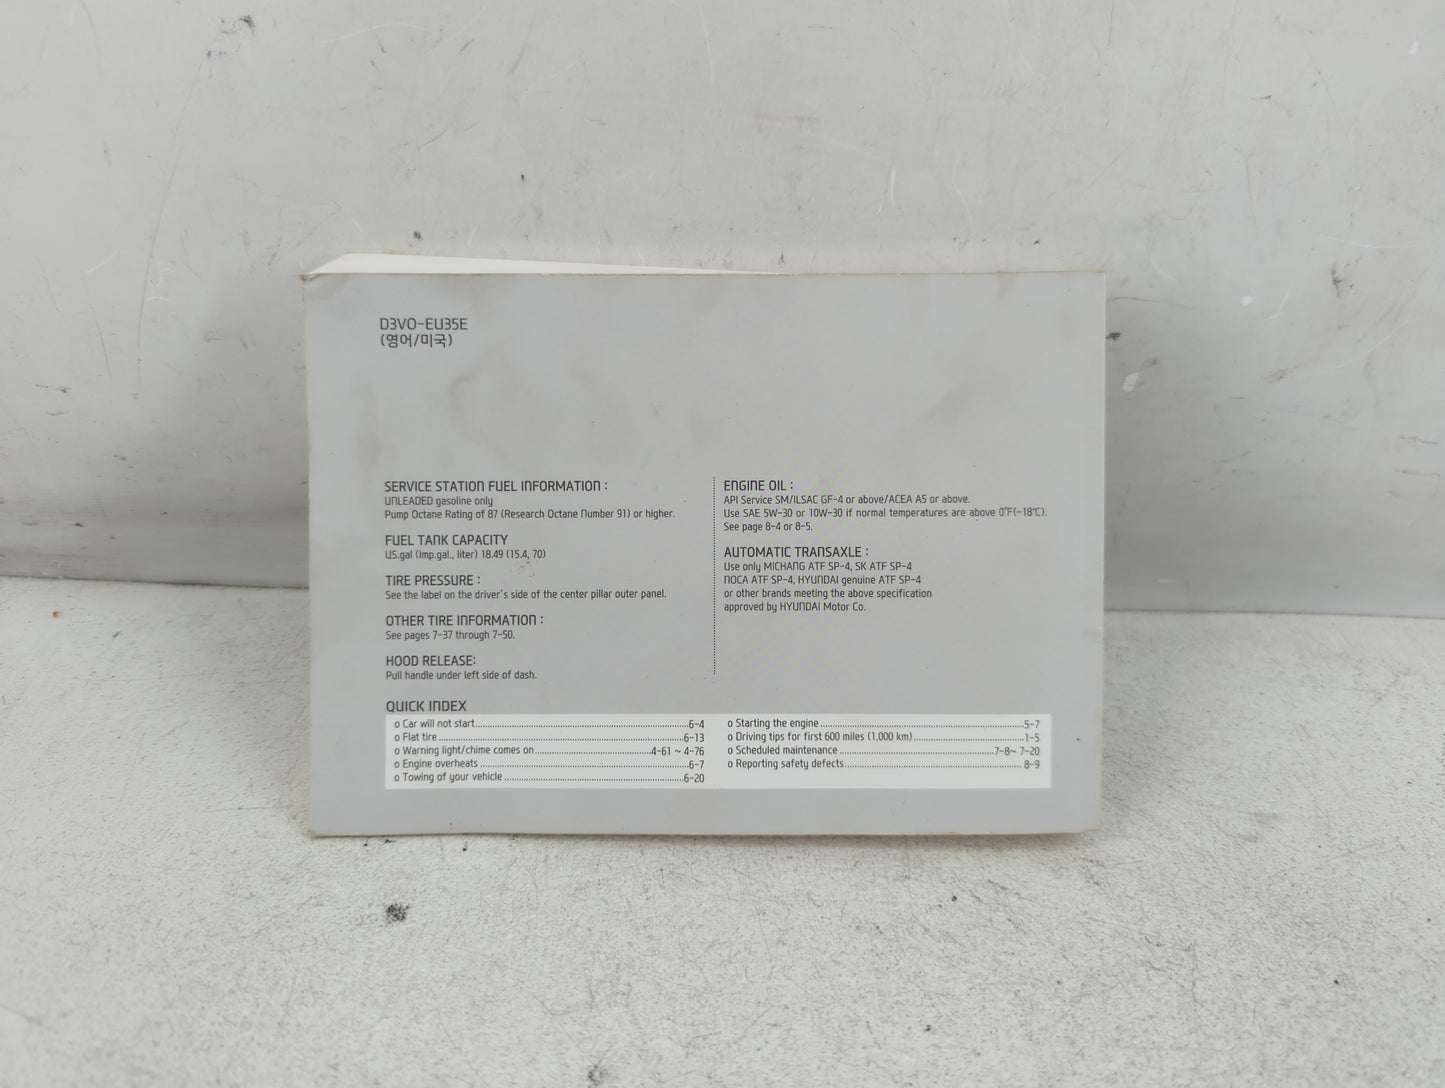 D3VO-EU35E
(영어/미국)
SERVICE STATION FUEL INFORMATION :
UNLEADED gasoline only
Pump Octane Rating of 87 (Research Octane Number 91) or higher.
FUEL TANK CAPACITY
US.gal (Imp.gal., liter) 18.49 (15.4, 70)
TIRE PRESSURE :
See the label on the driver's side of the center pillar outer panel.
OTHER TIRE INFORMATION :
See pages 7-37 through 7-50.
HOOD RELEASE:
Pull handle under left side of dash.
ENGINE OIL :
API Service SM/ILSAC GF-4 or above/ACEA A5 or above.
Use SAE 5W-30 or 10W-30 if normal temperatures are above 0°F(-18℃).
See page 8-4 or 8-5.
AUTOMATIC TRANSAXLE :
Use only MICHANG ATF SP-4, SK ATF SP-4
NOCA ATF SP-4, HYUNDAI genuine ATF SP-4
or other brands meeting the above specification
approved by HYUNDAI Motor Co.
QUICK INDEX
o Car will not start 6-4
o Flat tire 6-13
o Warning light/chime comes on 4-61 ~ 4-76
o Engine overheats 6-7
o Towing of your vehicle 6-20
o Starting the engine 5-7
o Driving tips for first 600 miles (1,000 km) 1-5
o Scheduled maintenance 7-8~ 7-20
o Reporting safety defects 8-9